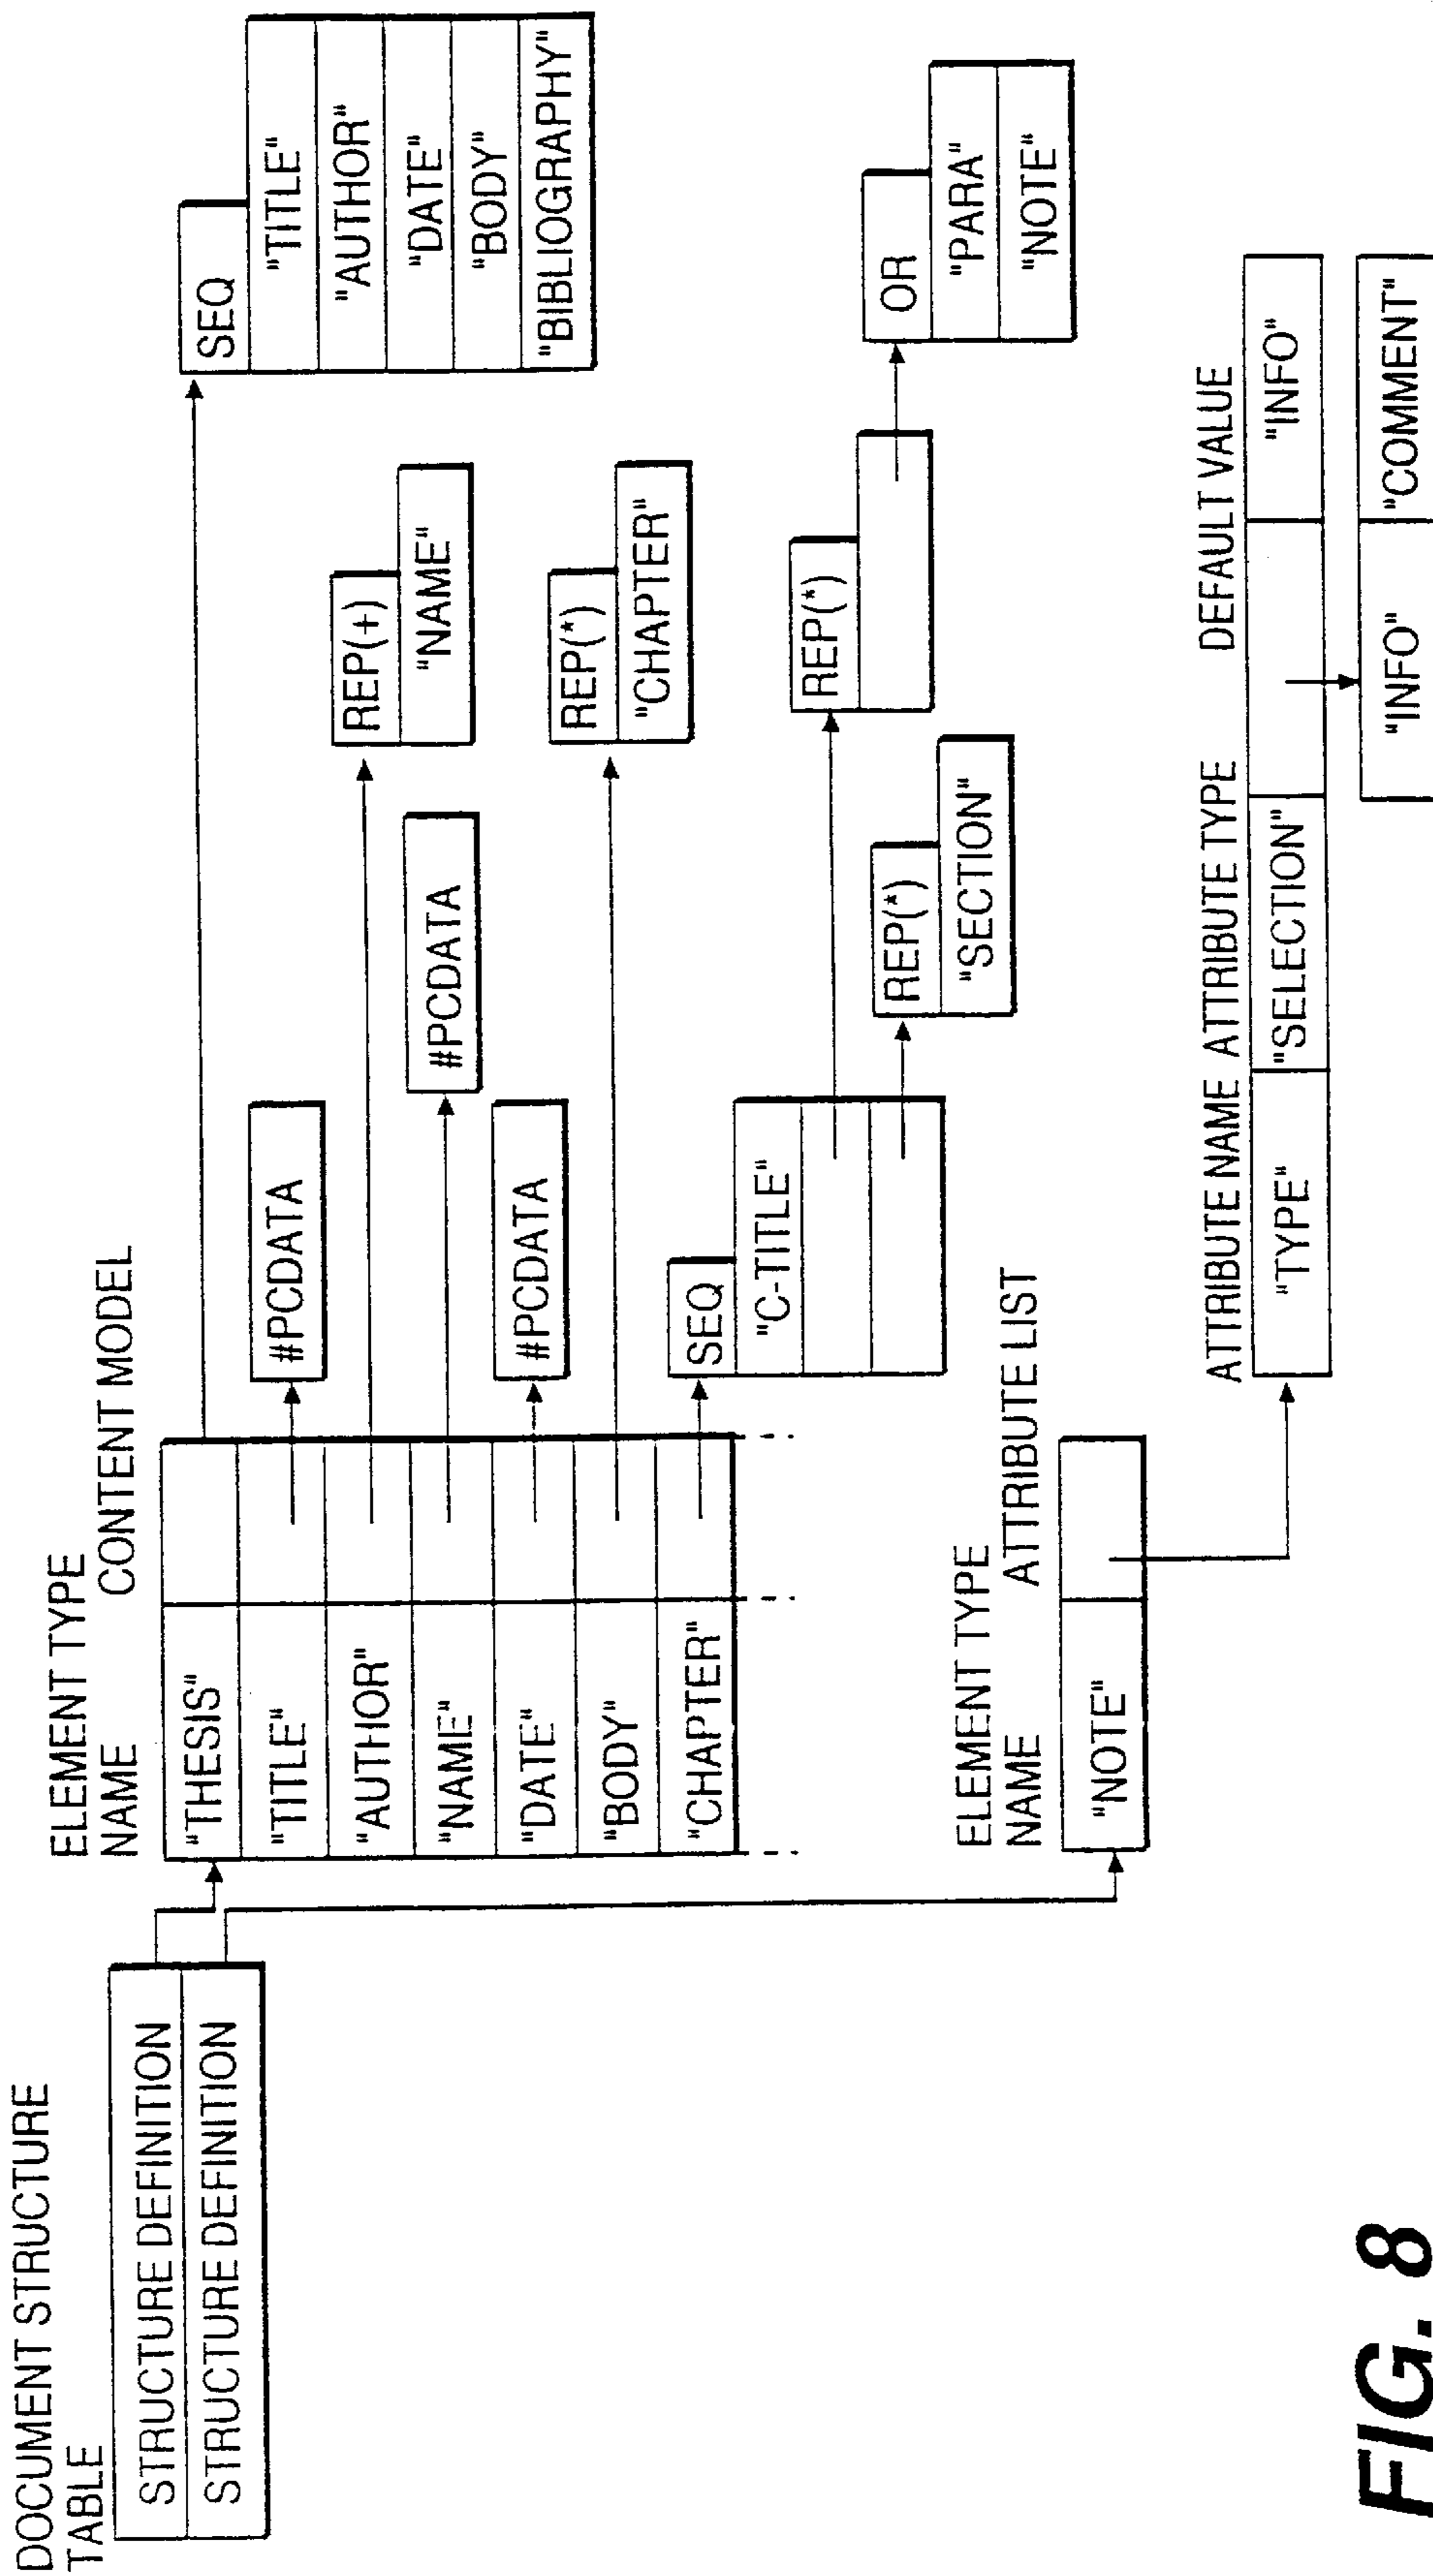 DOCUMENT STRUCTURE
TABLE
STRUCTURE DEFINITION
STRUCTURE DEFINITION
ELEMENT TYPE
NAME
CONTENT MODEL
"THESIS"
"TITLE"
"AUTHOR"
"NAME"
"DATE"
"BODY"
"CHAPTER"
SEQ
"TITLE"
"AUTHOR"
"DATE"
"BODY"
"BIBLIOGRAPHY"
#PCDATA
REP(+)
"NAME"
#PCDATA
#PCDATA
REP(*)
"CHAPTER"
SEQ
"C-TITLE"
REP(*)
OR
"PARA"
"NOTE"
REP(*)
"SECTION"
ELEMENT TYPE
NAME
ATTRIBUTE LIST
"NOTE"
ATTRIBUTE NAME ATTRIBUTE TYPE DEFAULT VALUE
"TYPE" "SELECTION" "INFO"
"INFO" "COMMENT"
FIG. 8